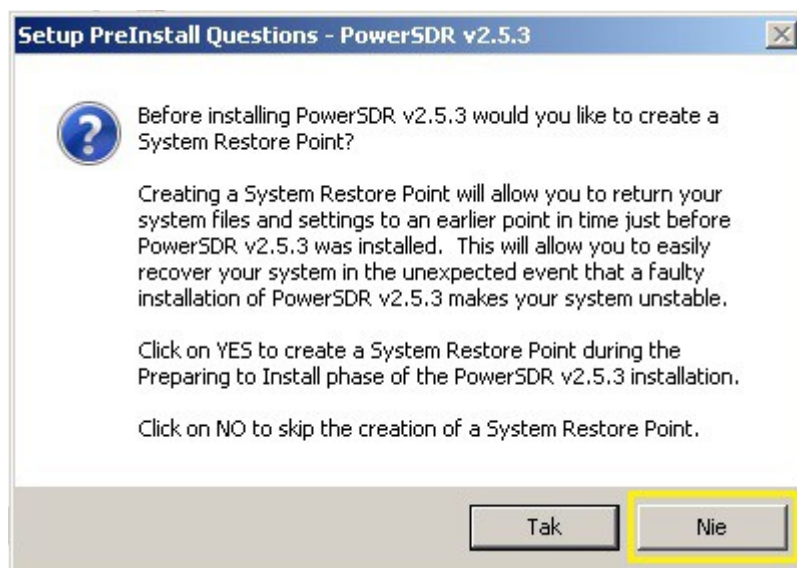 Setup PreInstall Questions - PowerSDR v2.5.3
Before installing PowerSDR v2.5.3 would you like to create a
System Restore Point?
Creating a System Restore Point will allow you to return your
system files and settings to an earlier point in time just before
PowerSDR v2.5.3 was installed.  This will allow you to easily
recover your system in the unexpected event that a faulty
installation of PowerSDR v2.5.3 makes your system unstable.
Click on YES to create a System Restore Point during the
Preparing to Install phase of the PowerSDR v2.5.3 installation.
Click on NO to skip the creation of a System Restore Point.
Tak
Nie